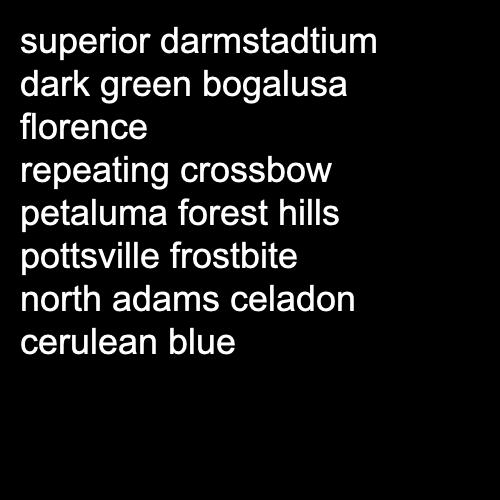 superior darmstadtium
dark green bogalusa
florence
repeating crossbow
petaluma forest hills
pottsville frostbite
north adams celadon
cerulean blue